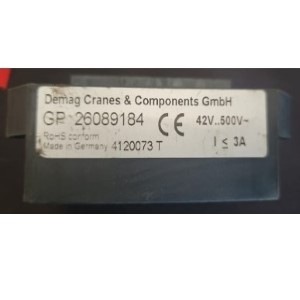 Demag Cranes & Components GmbH
GP 26089184 CE 42V..500V~
RoHS conform
Made in Germany 4120073 T I ≤ 3A